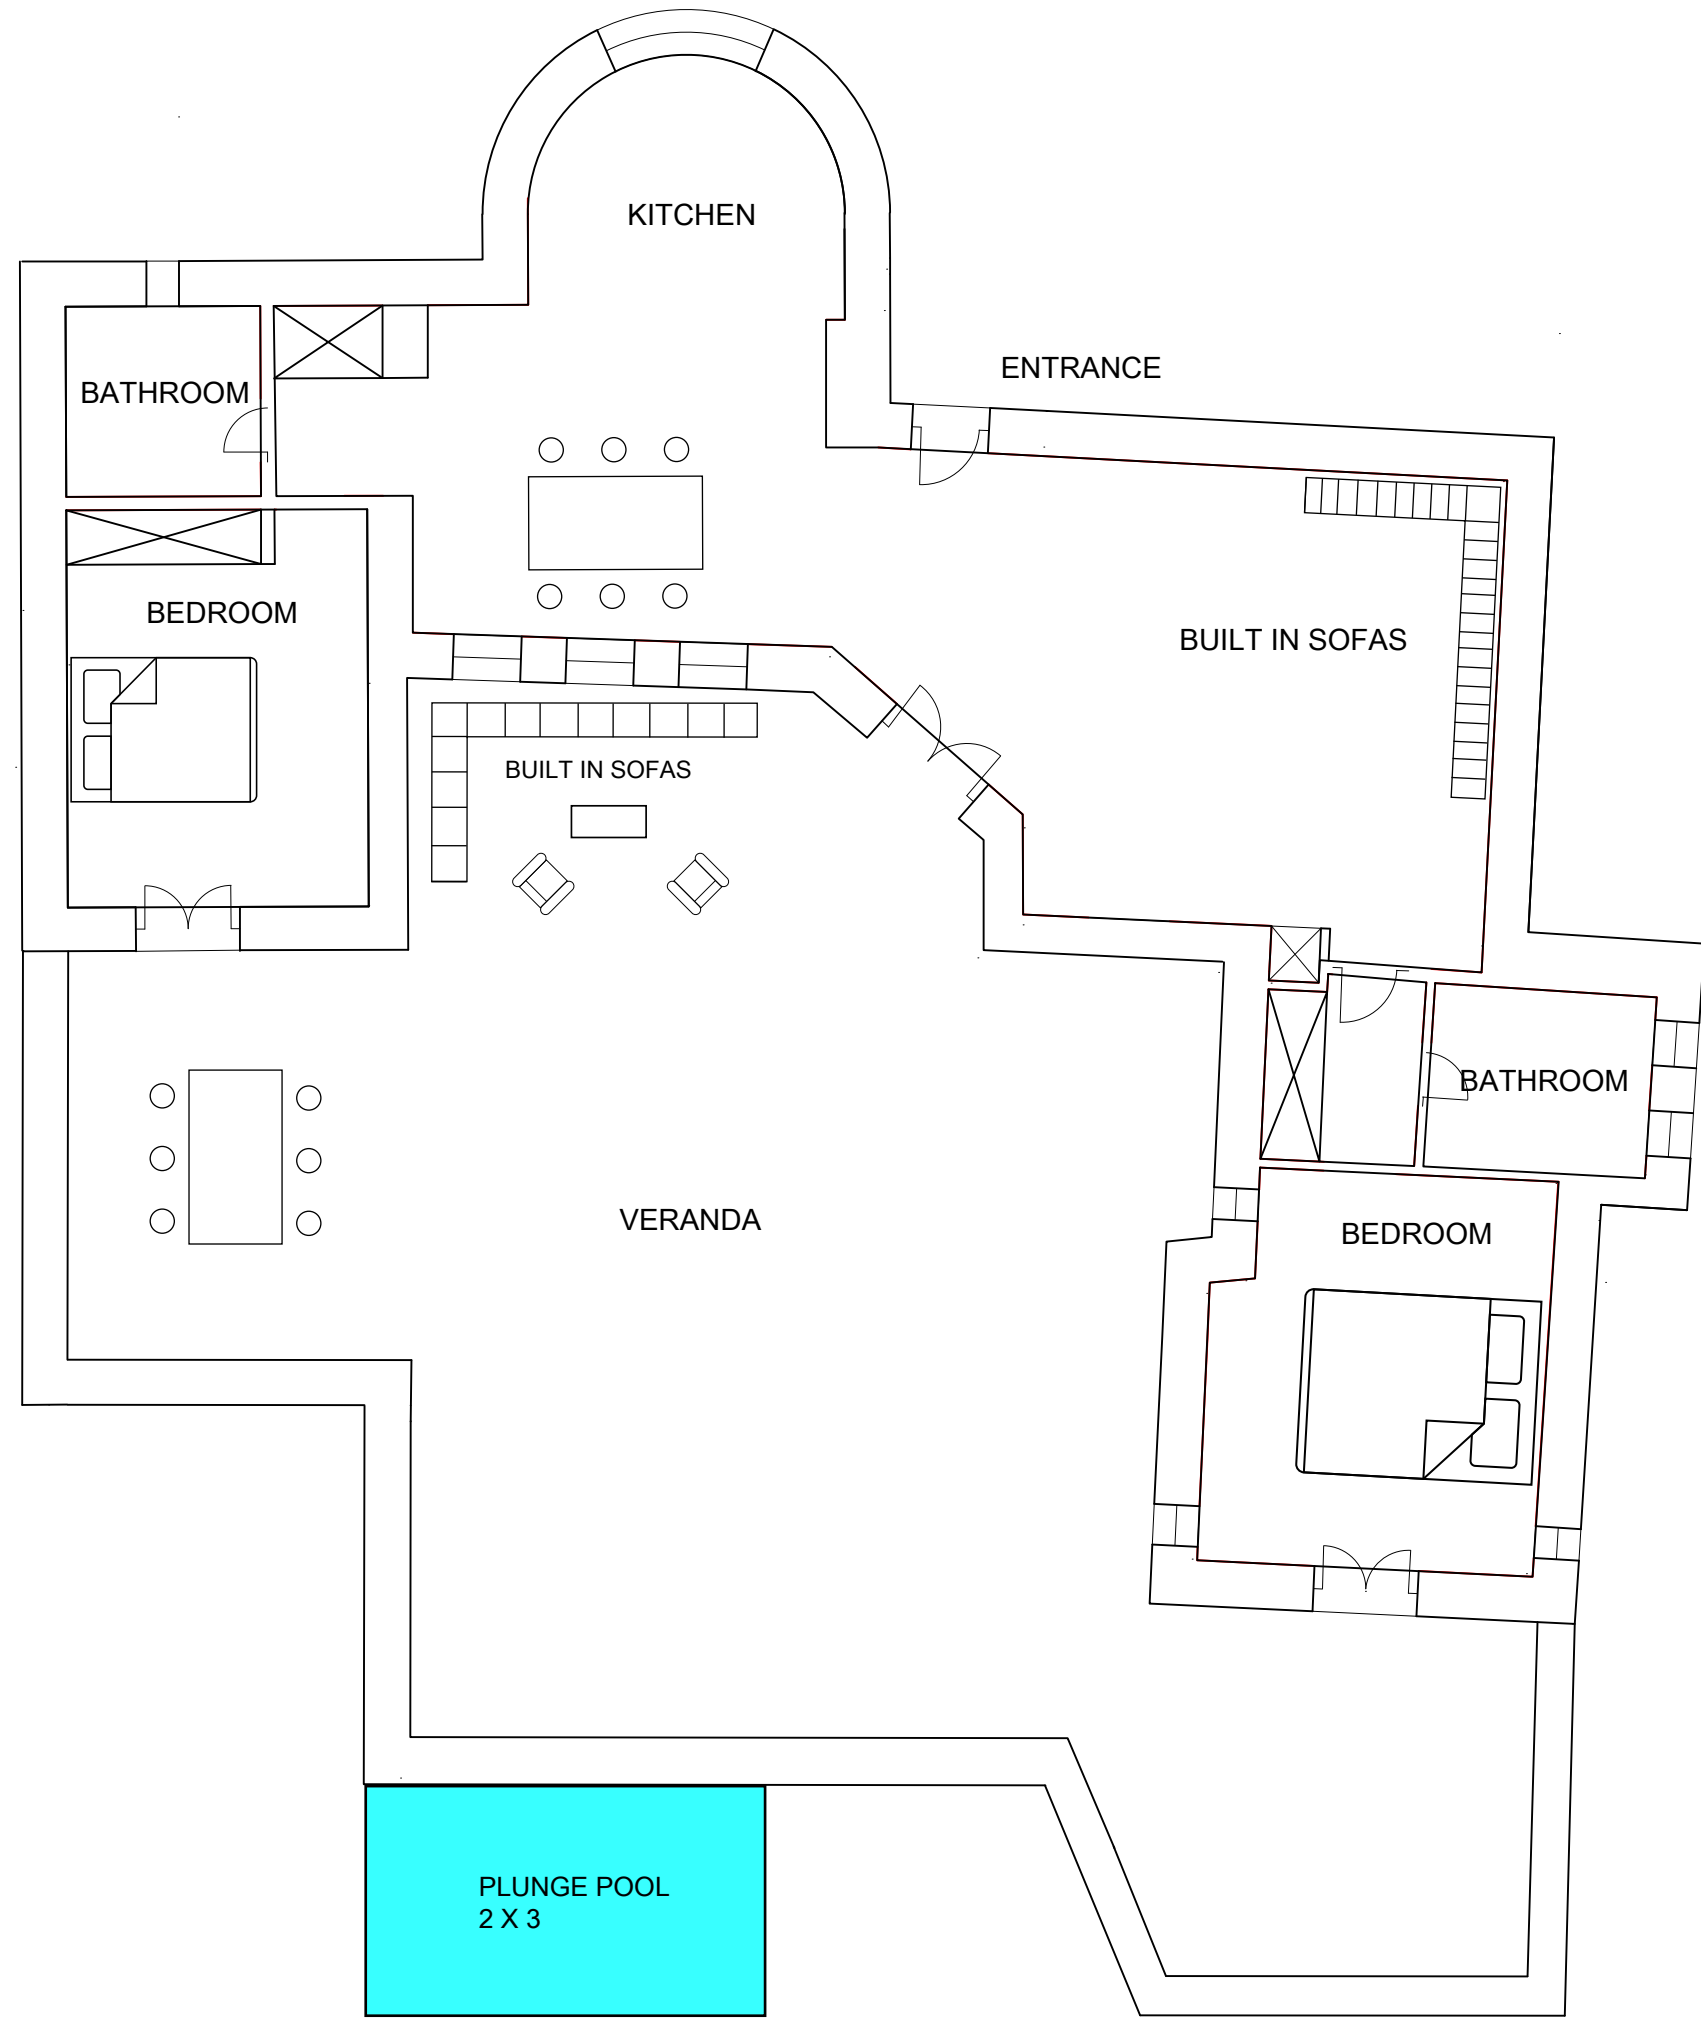 KITCHEN
ENTRANCE
BATHROOM
BEDROOM
BUILT IN SOFAS
BUILT IN SOFAS
BATHROOM
VERANDA
BEDROOM
PLUNGE POOL
2 X 3